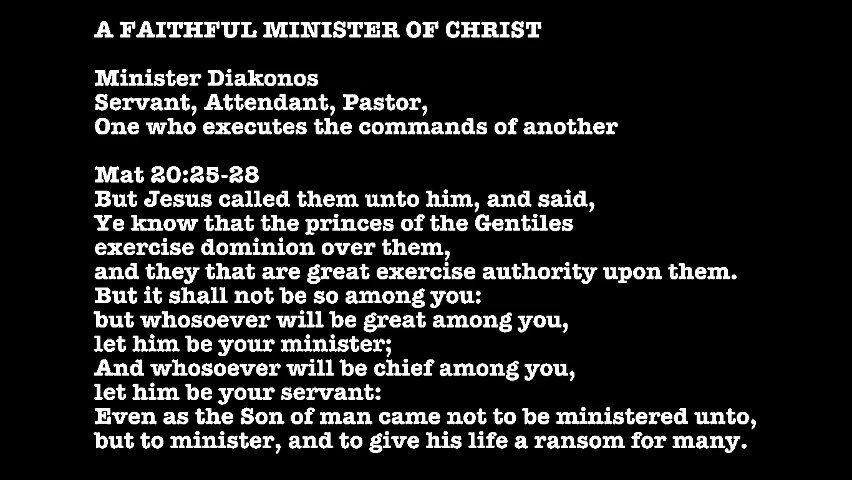 A FAITHFUL MINISTER OF CHRIST
Minister Diakonos
Servant, Attendant, Pastor,
One who executes the commands of another
Mat 20:25-28
But Jesus called them unto him, and said,
Ye know that the princes of the Gentiles
exercise dominion over them,
and they that are great exercise authority upon them.
But it shall not be so among you:
but whosoever will be great among you,
let him be your minister;
And whosoever will be chief among you,
let him be your servant:
Even as the Son of man came not to be ministered unto,
but to minister, and to give his life a ransom for many.